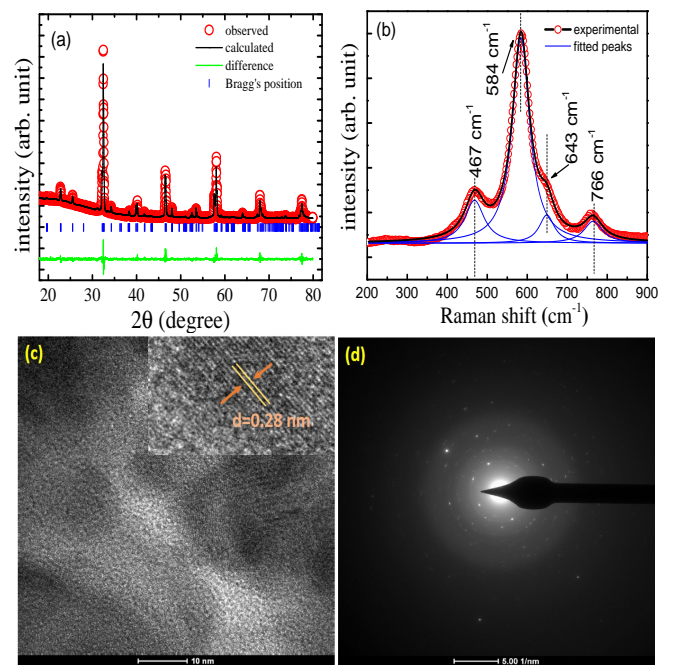 (a)
observed
calculated
difference
Bragg's position
intensity (arb. unit)
20 30 40 50 60 70 80
2θ (degree)
(b)
experimental
fitted peaks
584 cm-1
467 cm-1
643 cm-1
766 cm-1
intensity (arb. unit)
200 300 400 500 600 700 800 900
Raman shift (cm-1)
(c)
d=0.28 nm
10 nm
(d)
5.00 1/nm